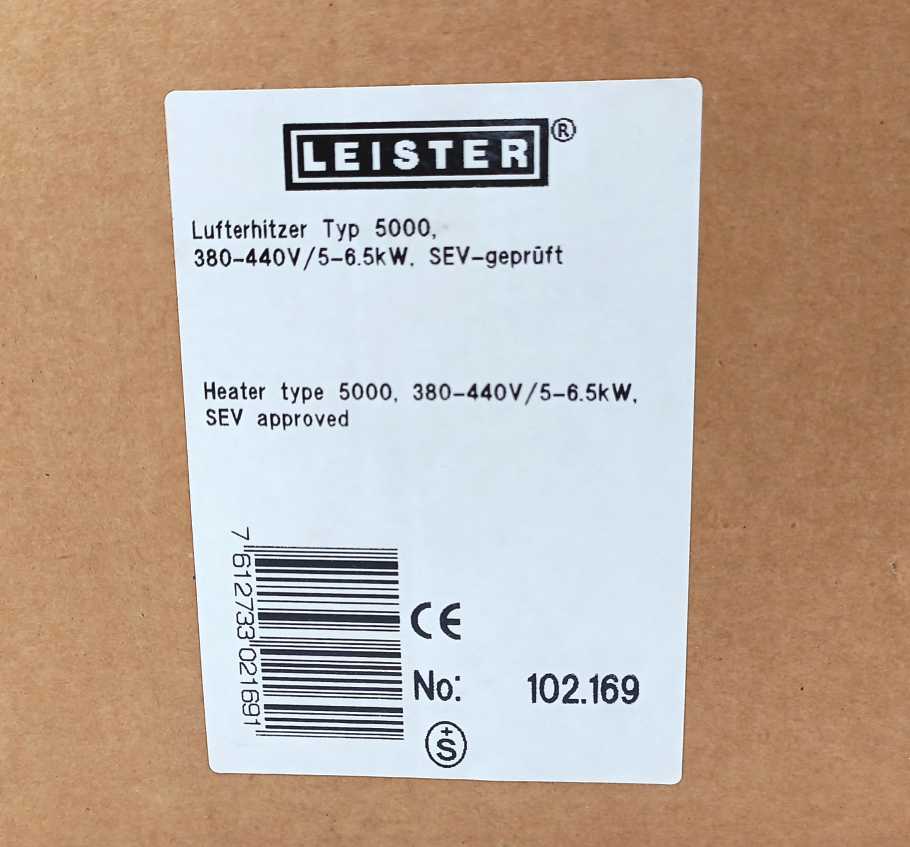 LEISTER®
Lufterhitzer Typ 5000,
380-440V/5-6.5kW, SEV-geprüft
Heater type 5000, 380-440V/5-6.5kW,
SEV approved
7 612733 021691
CE
No: 102.169
+
S